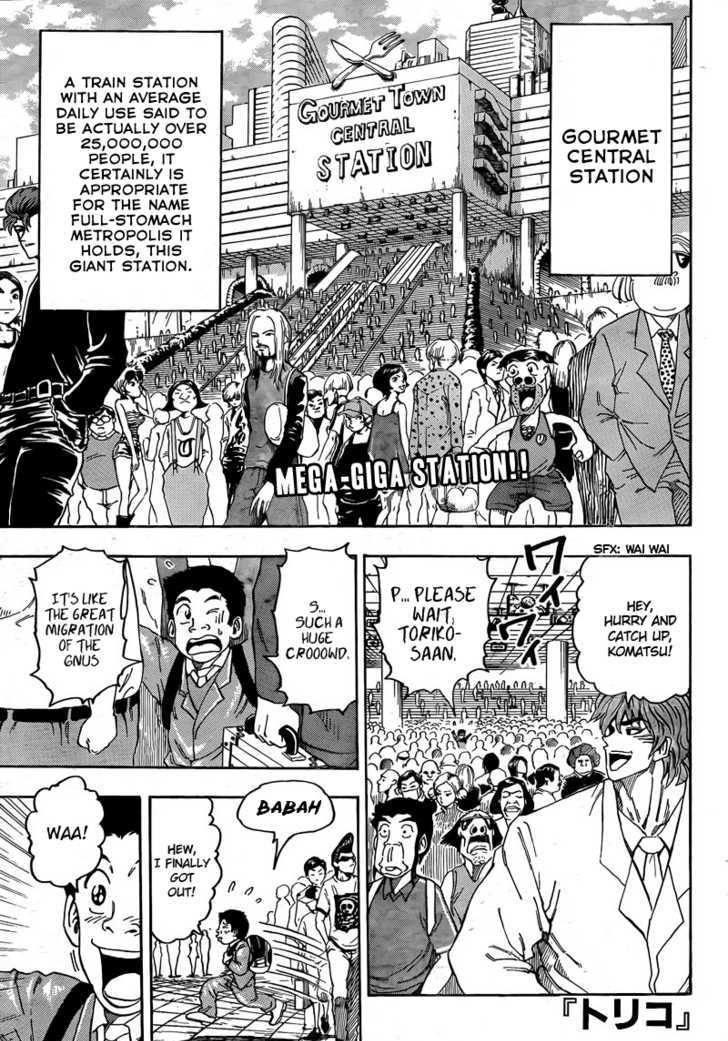 GOURMET
CENTRAL
STATION
GOURMET TOWN
CENTRAL
STATION
A TRAIN STATION
WITH AN AVERAGE
DAILY USE SAID TO
BE ACTUALLY OVER
25,000,000
PEOPLE, IT
CERTAINLY IS
APPROPRIATE
FOR THE NAME
FULL-STOMACH
METROPOLIS IT
HOLDS, THIS
GIANT STATION.
MEGA-GIGA STATION!!
SFX: WAI WAI
ワイ
ワイ
HEY,
HURRY AND
CATCH UP,
KOMATSU!
P... PLEASE
WAIT,
TORIKO-
SAAN.
S...
SUCH A
HUGE
CROOOWD.
IT'S LIKE
THE GREAT
MIGRATION
OF THE
GNUS
BABAH
HEW,
I FINALLY
GOT
OUT!
WAA!
『トリコ』